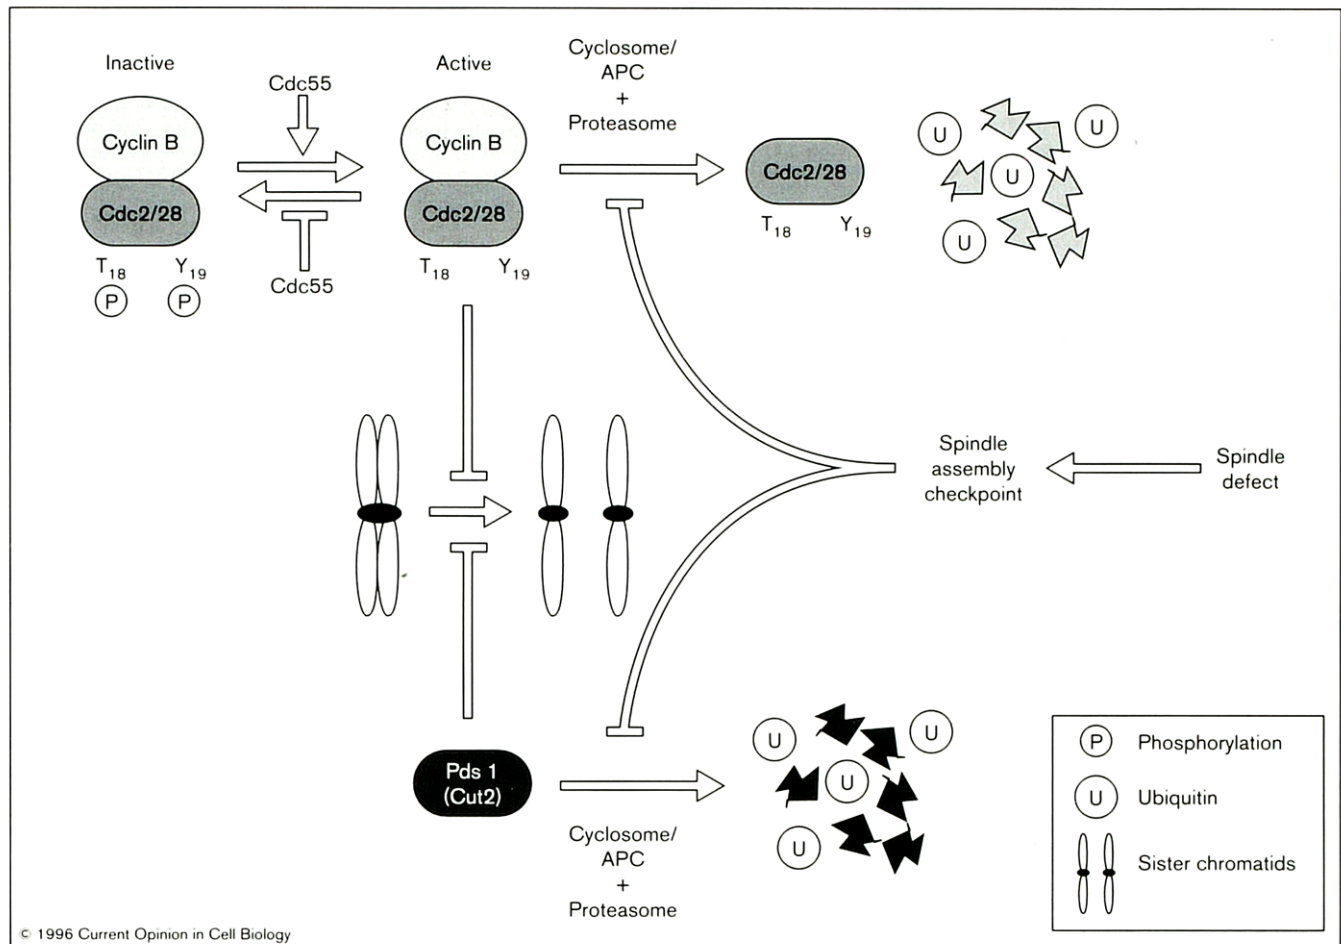 Inactive
Cdc55
Active
Cyclosome/
APC
+
Proteasome
Cyclin B
Cdc2/28
T18
Y19
P
P
Cdc55
Cyclin B
Cdc2/28
T18
Y19
Cdc2/28
T18
Y19
U
U
U
U
Spindle
assembly
checkpoint
Spindle
defect
Pds 1
(Cut2)
Cyclosome/
APC
+
Proteasome
U
U
U
U
P Phosphorylation
U Ubiquitin
Sister chromatids
© 1996 Current Opinion in Cell Biology